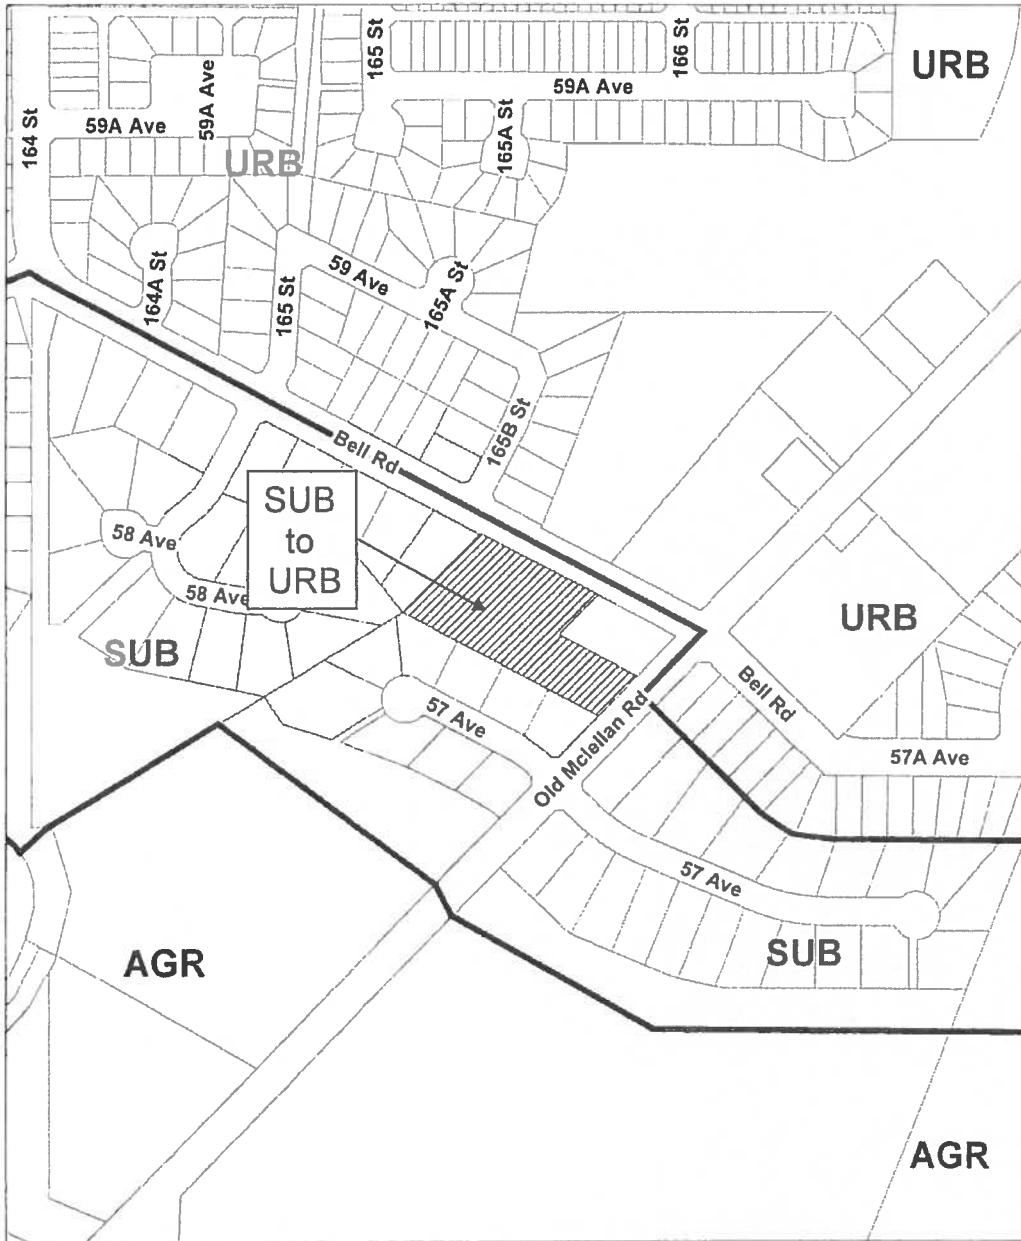 165 St
166 St
URB
59A Ave
59A Ave
59A Ave
164 St
165A St
URB
59 Ave
164A St
165 St
165A St
165B St
Bell Rd
SUB
to
URB
58 Ave
58 Ave
SUB
URB
57 Ave
Bell Rd
Old Mclellan Rd
57A Ave
57 Ave
SUB
AGR
AGR